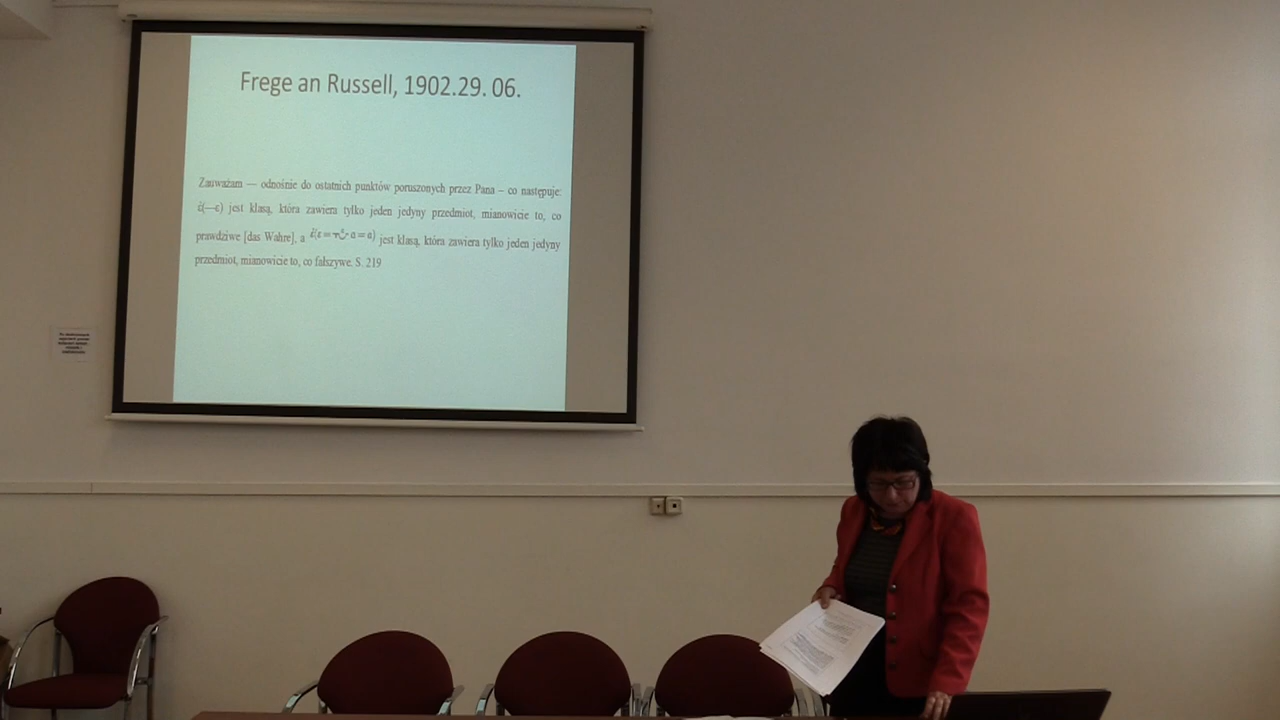 Frege an Russell, 1902.29. 06.
Zauważam — odnośnie do ostatnich punktów poruszonych przez Pana – co następuje:
ἐ(—ε) jest klasą, która zawiera tylko jeden jedyny przedmiot, mianowicie to, co
prawdziwe [das Wahre], a jest klasą, która zawiera tylko jeden jedyny
przedmiot, mianowicie to, co fałszywe. S. 219